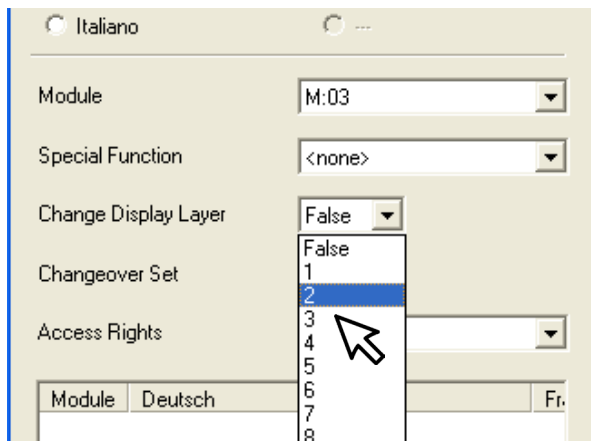 Italiano ---
Module M:03
Special Function <none>
Change Display Layer False
False
Changeover Set 1
2
Access Rights 3
4
5
Module Deutsch 6 Fr
7
8